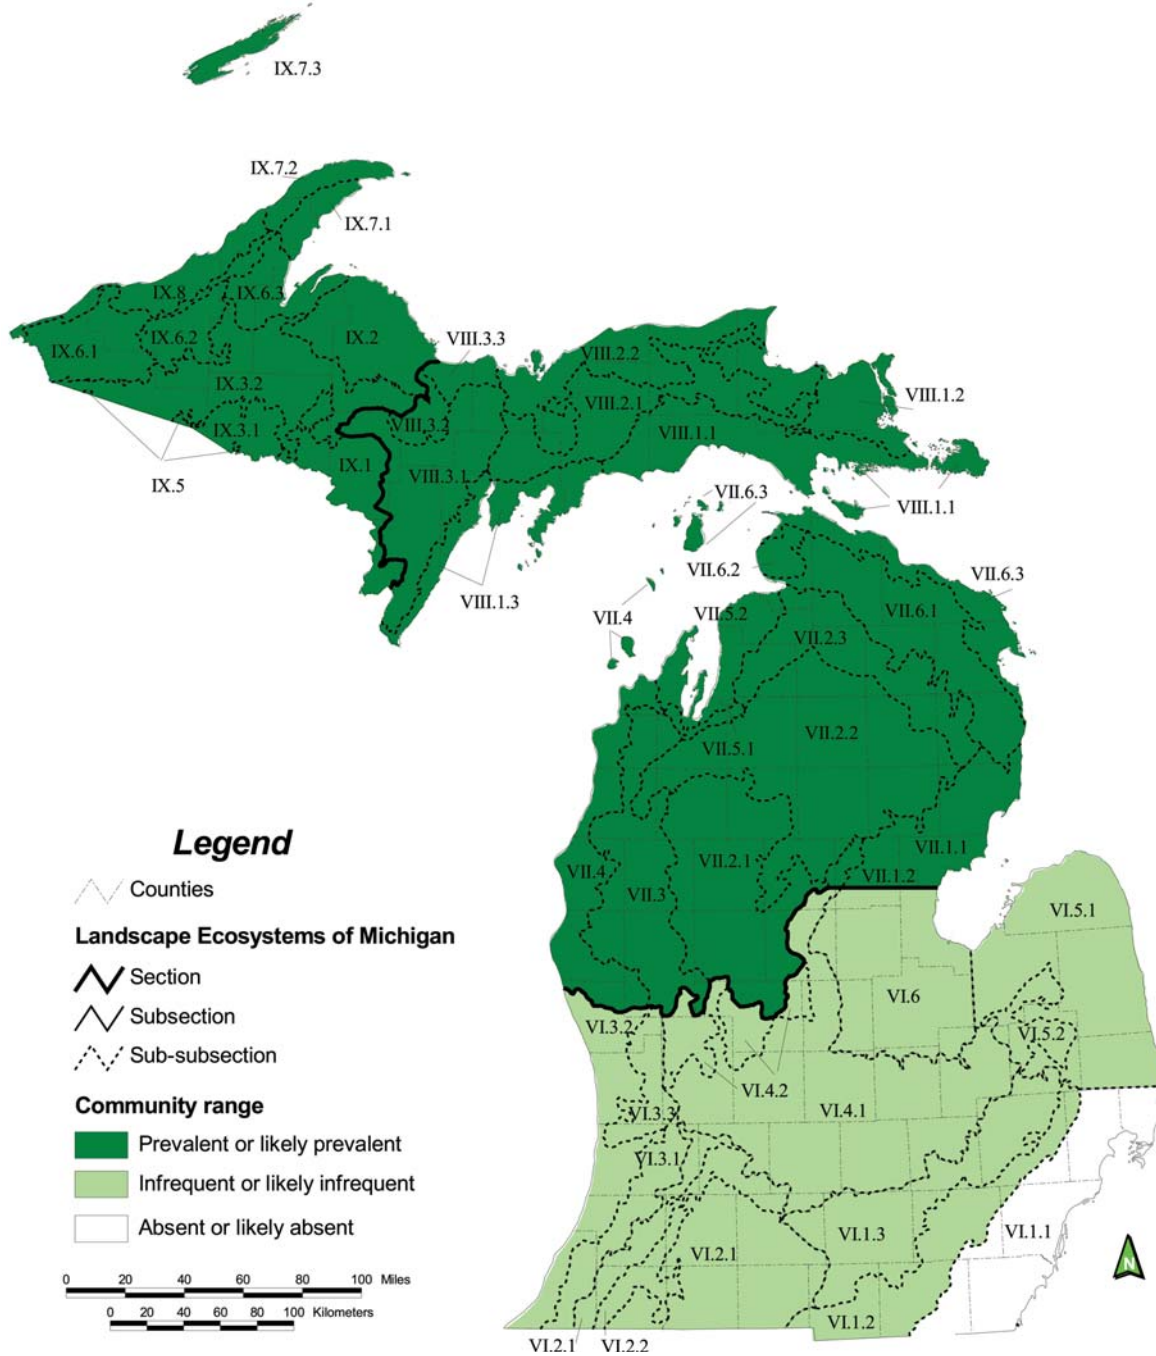 IX.7.3
IX.7.2
IX.7.1
IX.8
IX.6.3
IX.2
IX.6.1
IX.6.2
VIII.3.3
VIII.2.2
IX.3.2
VIII.2.1
VIII.1.2
IX.3.1
VIII.3.2
VIII.1.1
IX.1
VIII.3.1
IX.5
VII.6.3
VIII.1.1
VII.6.2
VII.6.3
VIII.1.3
VII.4
VII.5.2
VII.6.1
VII.2.3
VII.5.1
VII.2.2
Legend
Counties
Landscape Ecosystems of Michigan
Section
Subsection
Sub-subsection
Community range
Prevalent or likely prevalent
Infrequent or likely infrequent
Absent or likely absent
0 20 40 60 80 100 Miles
0 20 40 60 80 100 Kilometers
VII.1.1
VII.4
VII.3
VII.2.1
VII.1.2
VI.5.1
VI.6
VI.3.2
VI.5.2
VI.4.2
VI.3.3
VI.4.1
VI.3.1
VI.2.1
VI.1.3
VI.1.1
N
VI.1.2
VI.2.1
VI.2.2